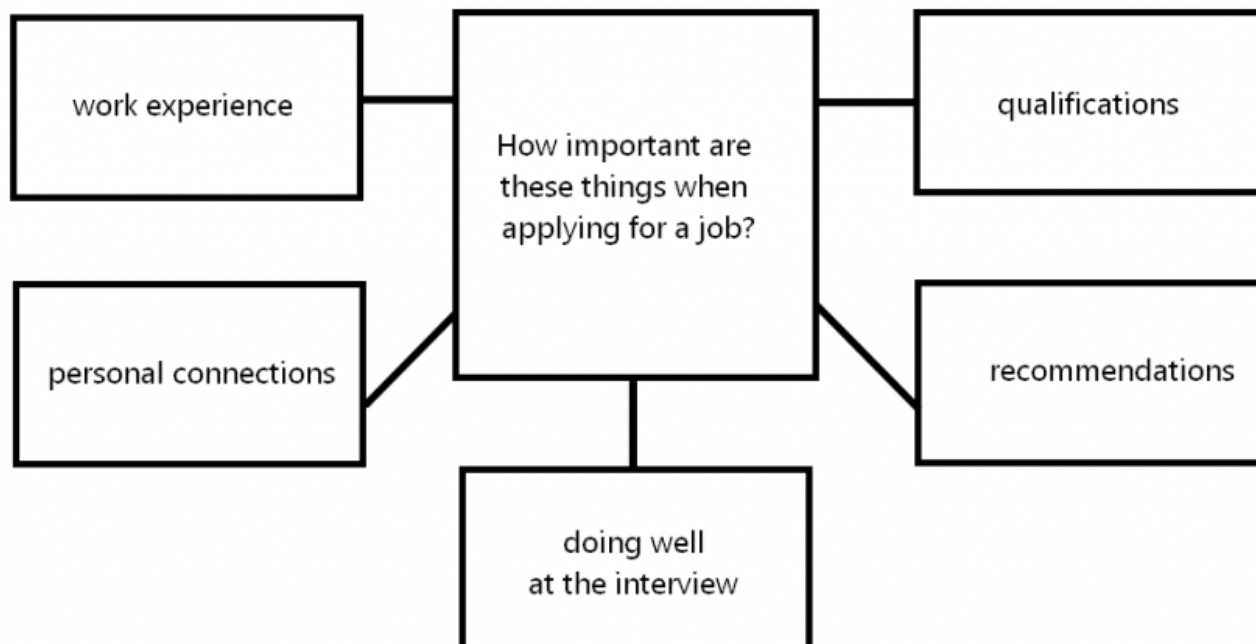 work experience
How important are
these things when
applying for a job?
qualifications
personal connections
recommendations
doing well
at the interview